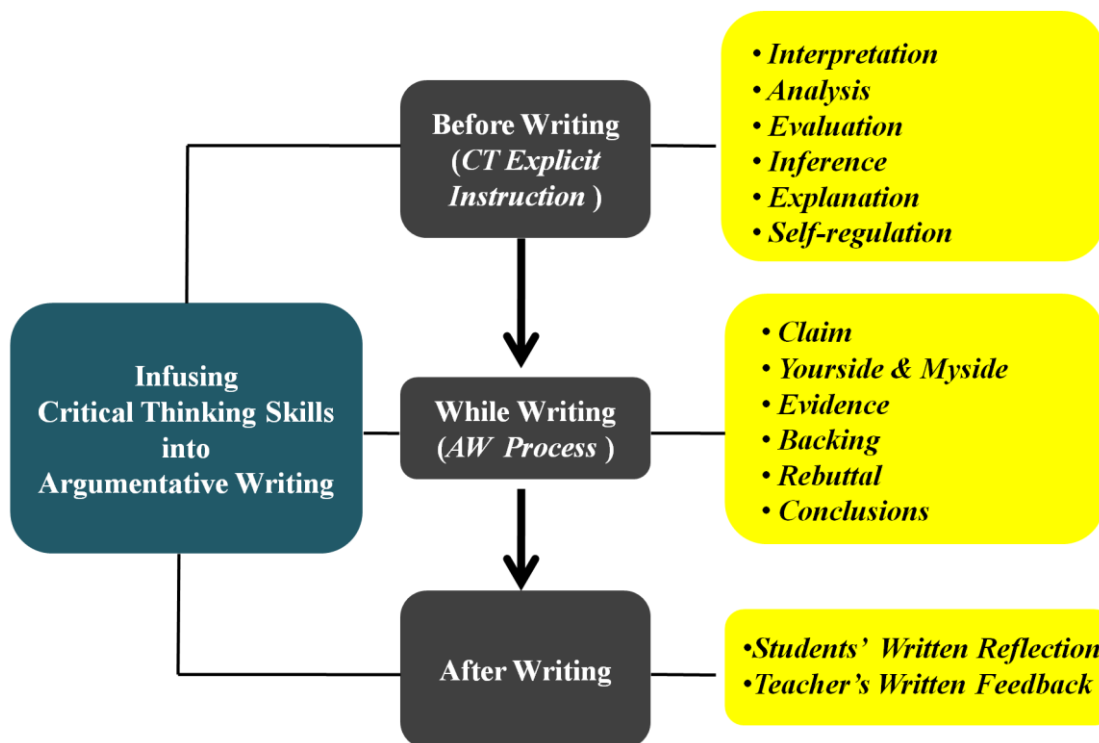 Infusing
Critical Thinking Skills
into
Argumentative Writing
Before Writing
(CT Explicit
Instruction )
• Interpretation
• Analysis
• Evaluation
• Inference
• Explanation
• Self-regulation
While Writing
(AW Process )
• Claim
• Yourside & Myside
• Evidence
• Backing
• Rebuttal
• Conclusions
After Writing
•Students’ Written Reflection
•Teacher’s Written Feedback